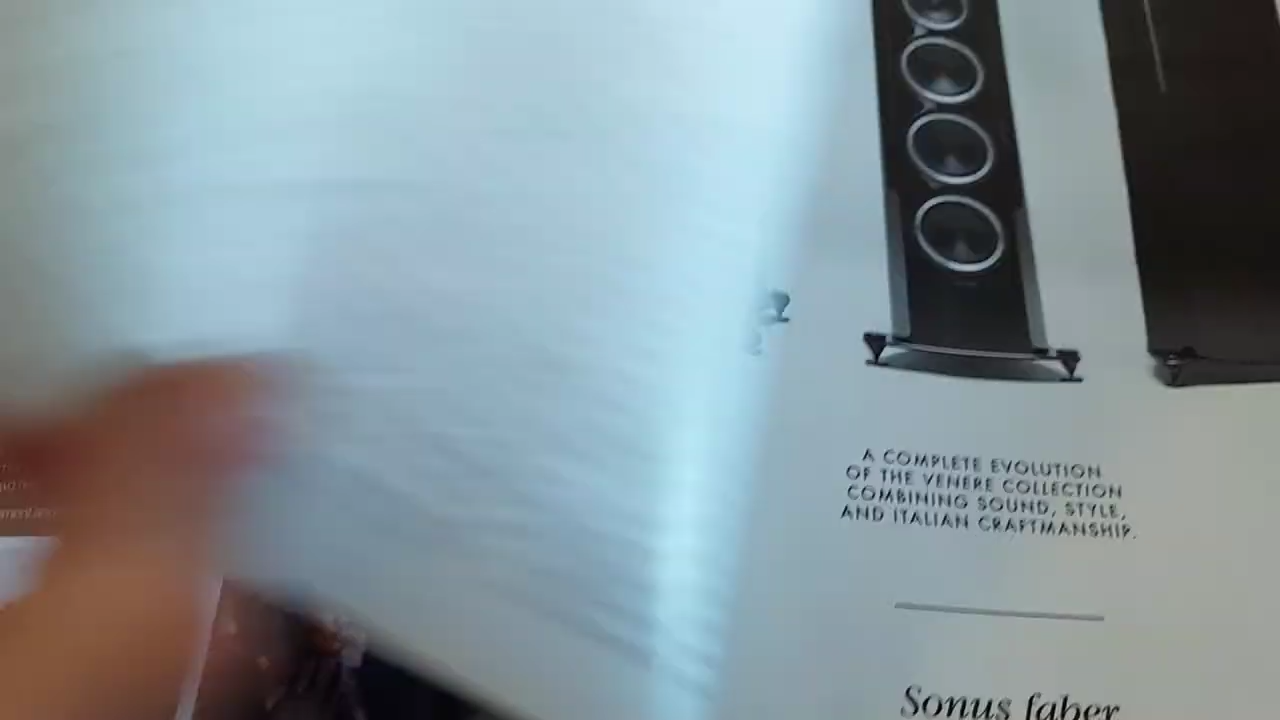 A COMPLETE EVOLUTION
OF THE VENERE COLLECTION
COMBINING SOUND, STYLE,
AND ITALIAN CRAFTMANSHIP.
Sonus faber